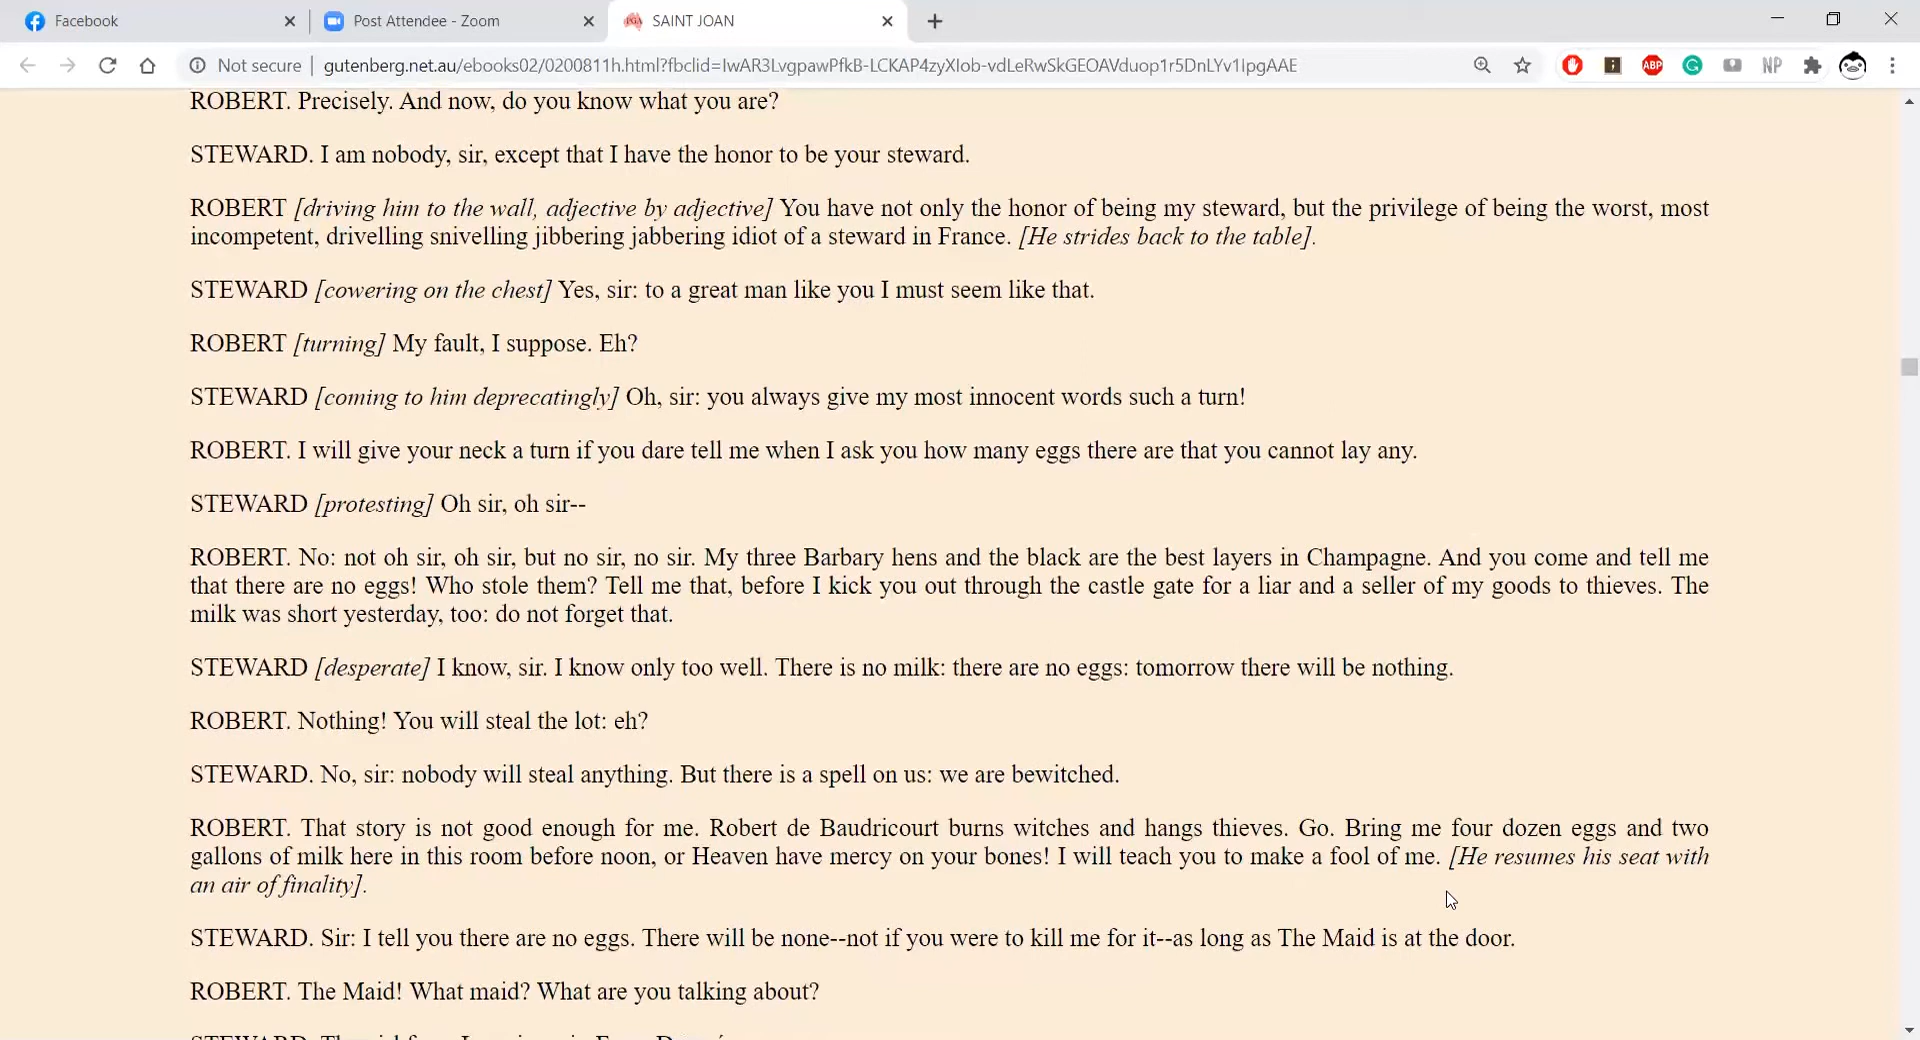 Facebook
Post Attendee - Zoom
SAINT JOAN
Not secure
gutenberg.net.au/ebooks02/0200811h.html?fbclid=IwAR3LvgpawPfkB-LCKAP4zyXIob-vdLeRwSkGEOAVduop1r5DnLYv1IpgAAE
ABP
NP
ROBERT. Precisely. And now, do you know what you are?
STEWARD. I am nobody, sir, except that I have the honor to be your steward.
ROBERT [driving him to the wall, adjective by adjective] You have not only the honor of being my steward, but the privilege of being the worst, most
incompetent, drivelling snivelling jibbering jabbering idiot of a steward in France. [He strides back to the table].
STEWARD [cowering on the chest] Yes, sir: to a great man like you I must seem like that.
ROBERT [turning] My fault, I suppose. Eh?
STEWARD [coming to him deprecatingly] Oh, sir: you always give my most innocent words such a turn!
ROBERT. I will give your neck a turn if you dare tell me when I ask you how many eggs there are that you cannot lay any.
STEWARD [protesting] Oh sir, oh sir--
ROBERT. No: not oh sir, oh sir, but no sir, no sir. My three Barbary hens and the black are the best layers in Champagne. And you come and tell me
that there are no eggs! Who stole them? Tell me that, before I kick you out through the castle gate for a liar and a seller of my goods to thieves. The
milk was short yesterday, too: do not forget that.
STEWARD [desperate] I know, sir. I know only too well. There is no milk: there are no eggs: tomorrow there will be nothing.
ROBERT. Nothing! You will steal the lot: eh?
STEWARD. No, sir: nobody will steal anything. But there is a spell on us: we are bewitched.
ROBERT. That story is not good enough for me. Robert de Baudricourt burns witches and hangs thieves. Go. Bring me four dozen eggs and two
gallons of milk here in this room before noon, or Heaven have mercy on your bones! I will teach you to make a fool of me. [He resumes his seat with
an air of finality].
STEWARD. Sir: I tell you there are no eggs. There will be none--not if you were to kill me for it--as long as The Maid is at the door.
ROBERT. The Maid! What maid? What are you talking about?